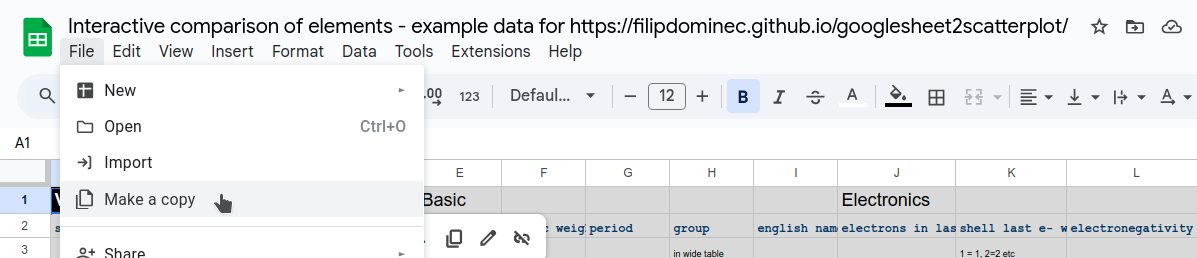 Interactive comparison of elements - example data for https://filipdominec.github.io/googlesheet2scatterplot/
File Edit View Insert Format Data Tools Extensions Help
.00 123 Defaul... 12 B I A A
New
Open Ctrl+O
Import
Make a copy
Share
A1
E F G H I J K L
1 Basic Electronics
2 weig period group english nam electrons in las shell last e- w electronegativity
3 in wide table 1 = 1, 2=2 etc